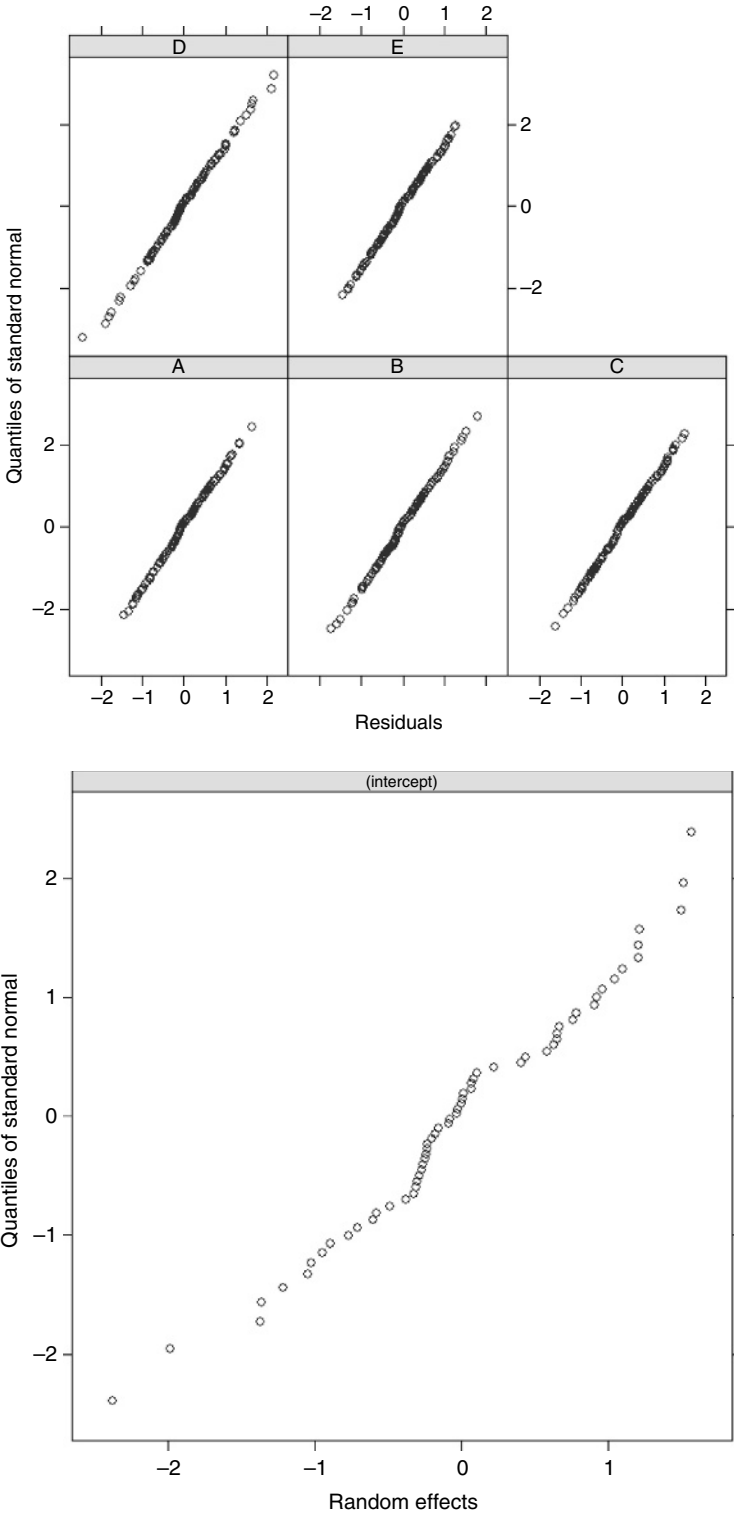 −2 −1 0 1 2
D E
2
0
−2
Quantiles of standard normal
A B C
2
0
−2
−2 −1 0 1 2 −2 −1 0 1 2
Residuals
(intercept)
Quantiles of standard normal
2
1
0
−1
−2
−2 −1 0 1
Random effects